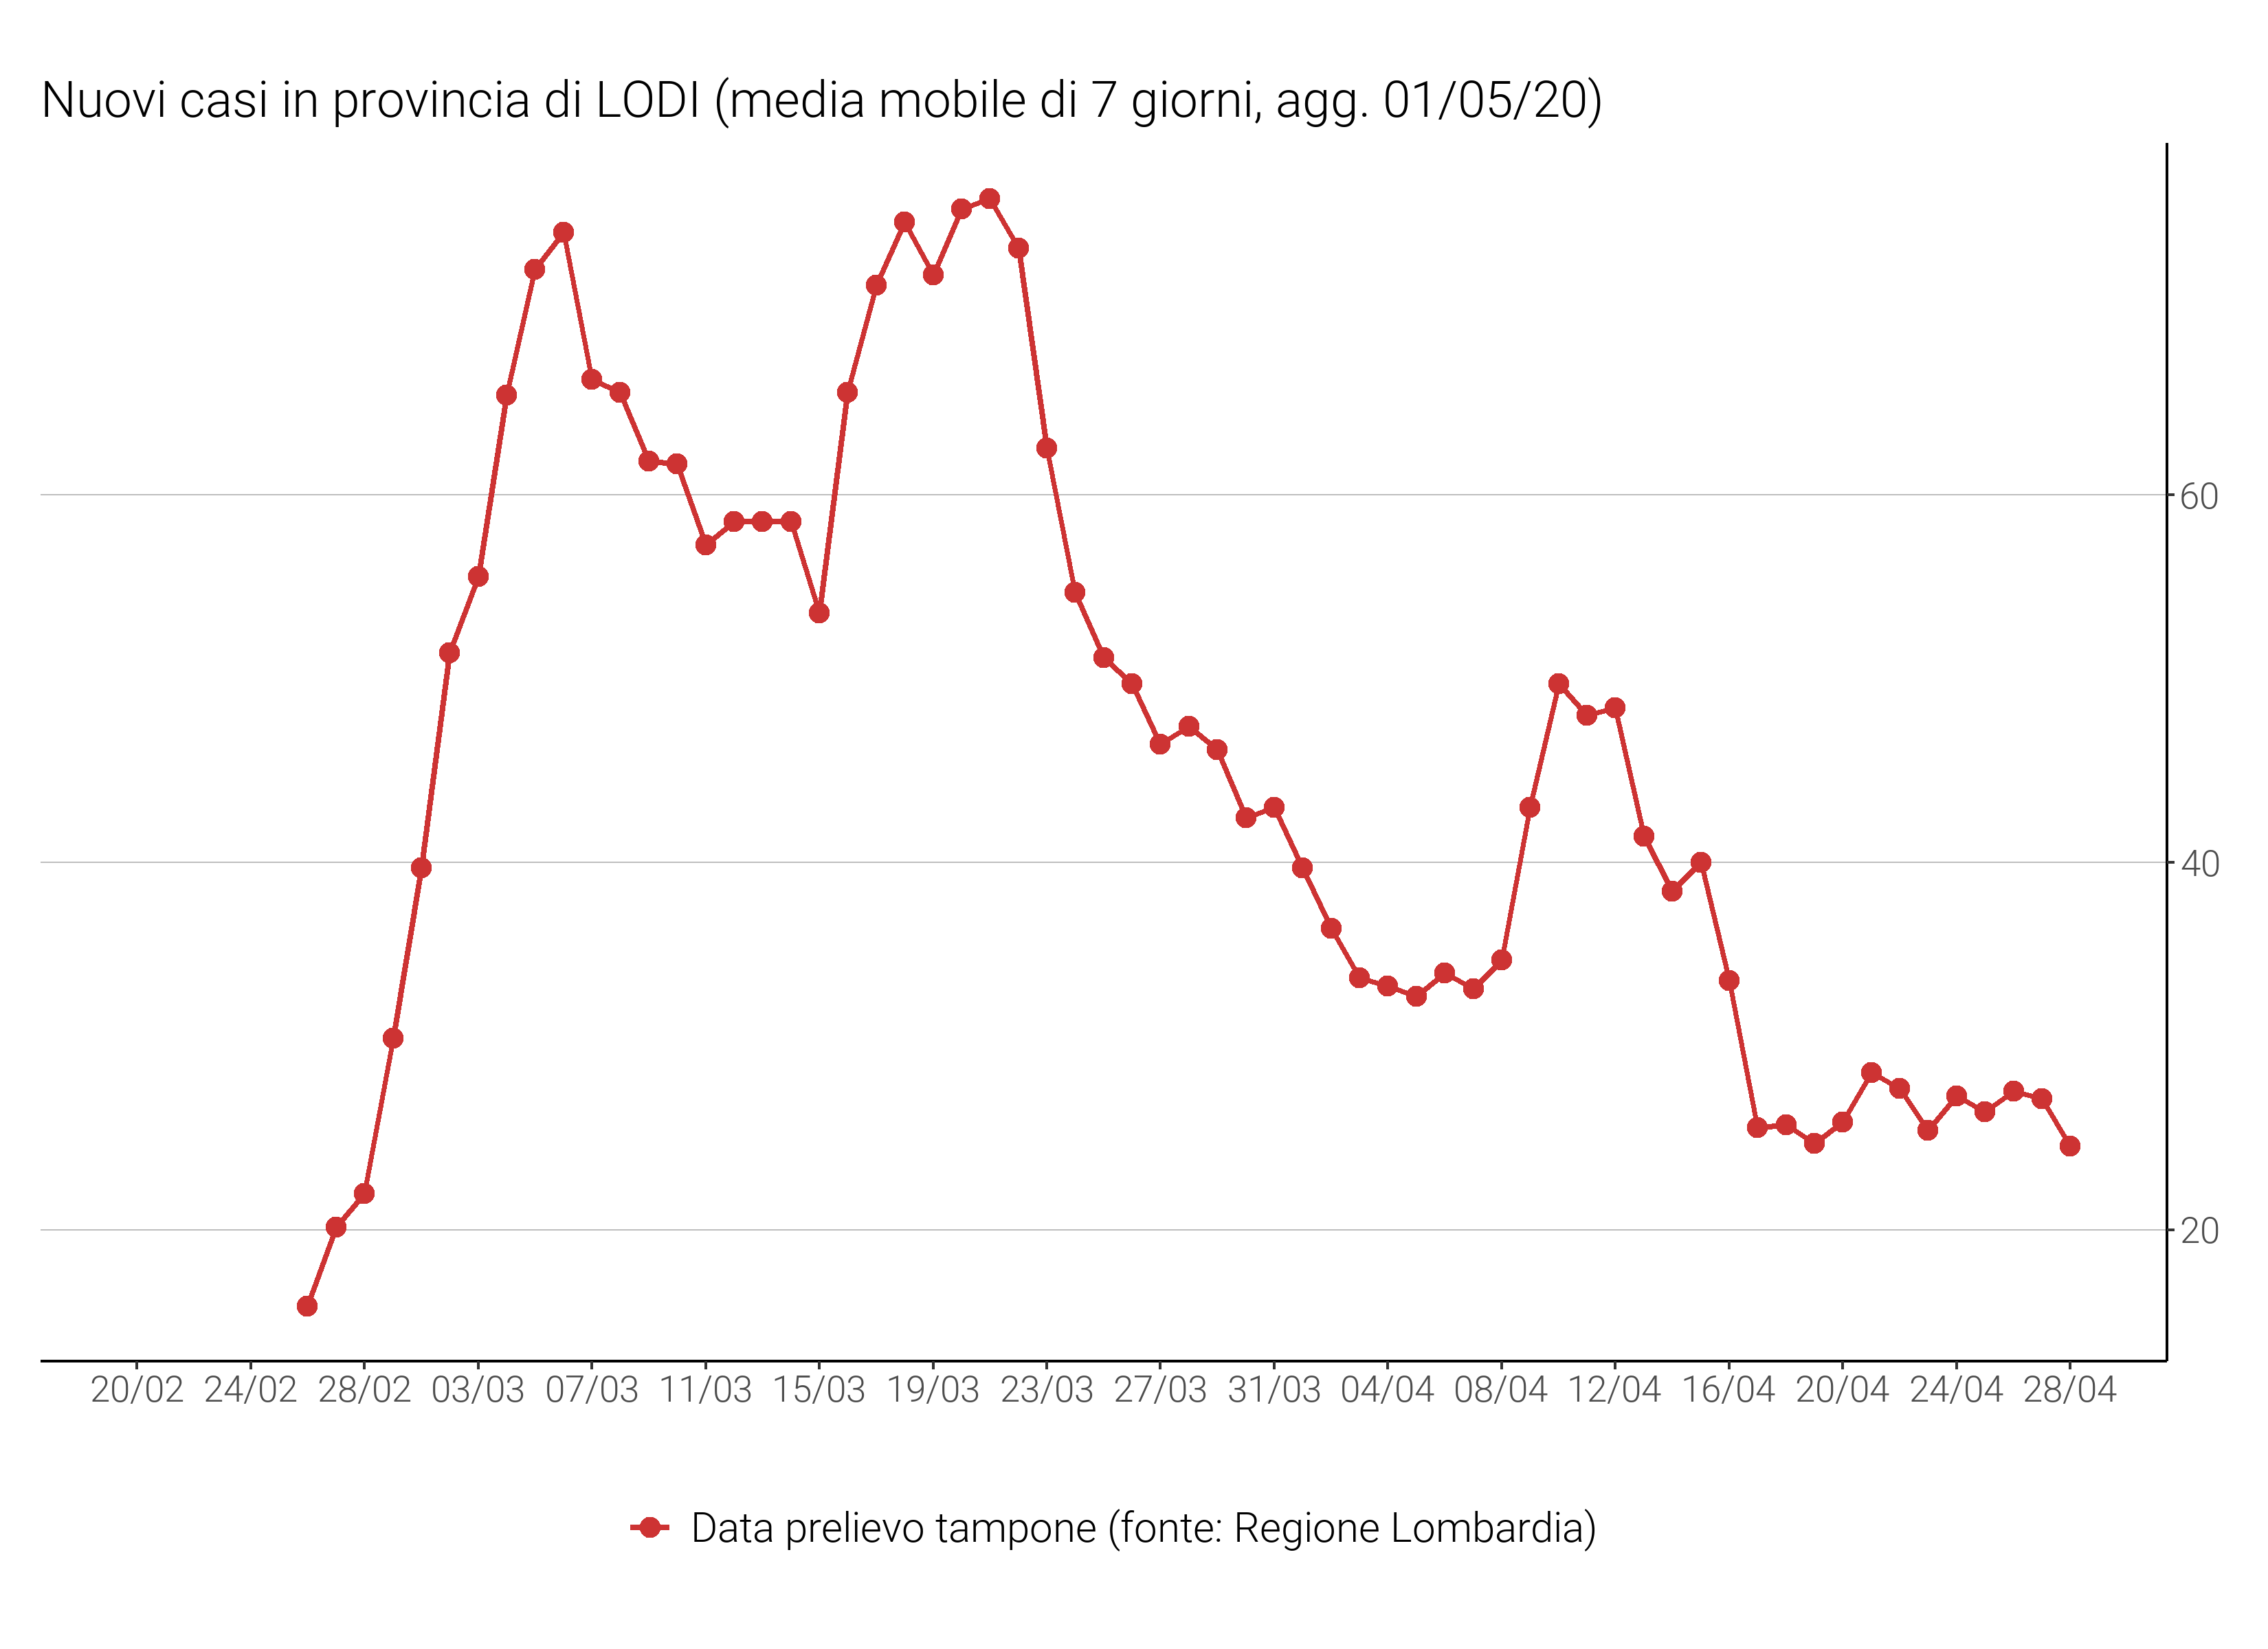 Nuovi casi in provincia di LODI (media mobile di 7 giorni, agg. 01/05/20)
60
40
20
20/02 24/02 28/02 03/03 07/03 11/03 15/03 19/03 23/03 27/03 31/03 04/04 08/04 12/04 16/04 20/04 24/04 28/04
Data prelievo tampone (fonte: Regione Lombardia)